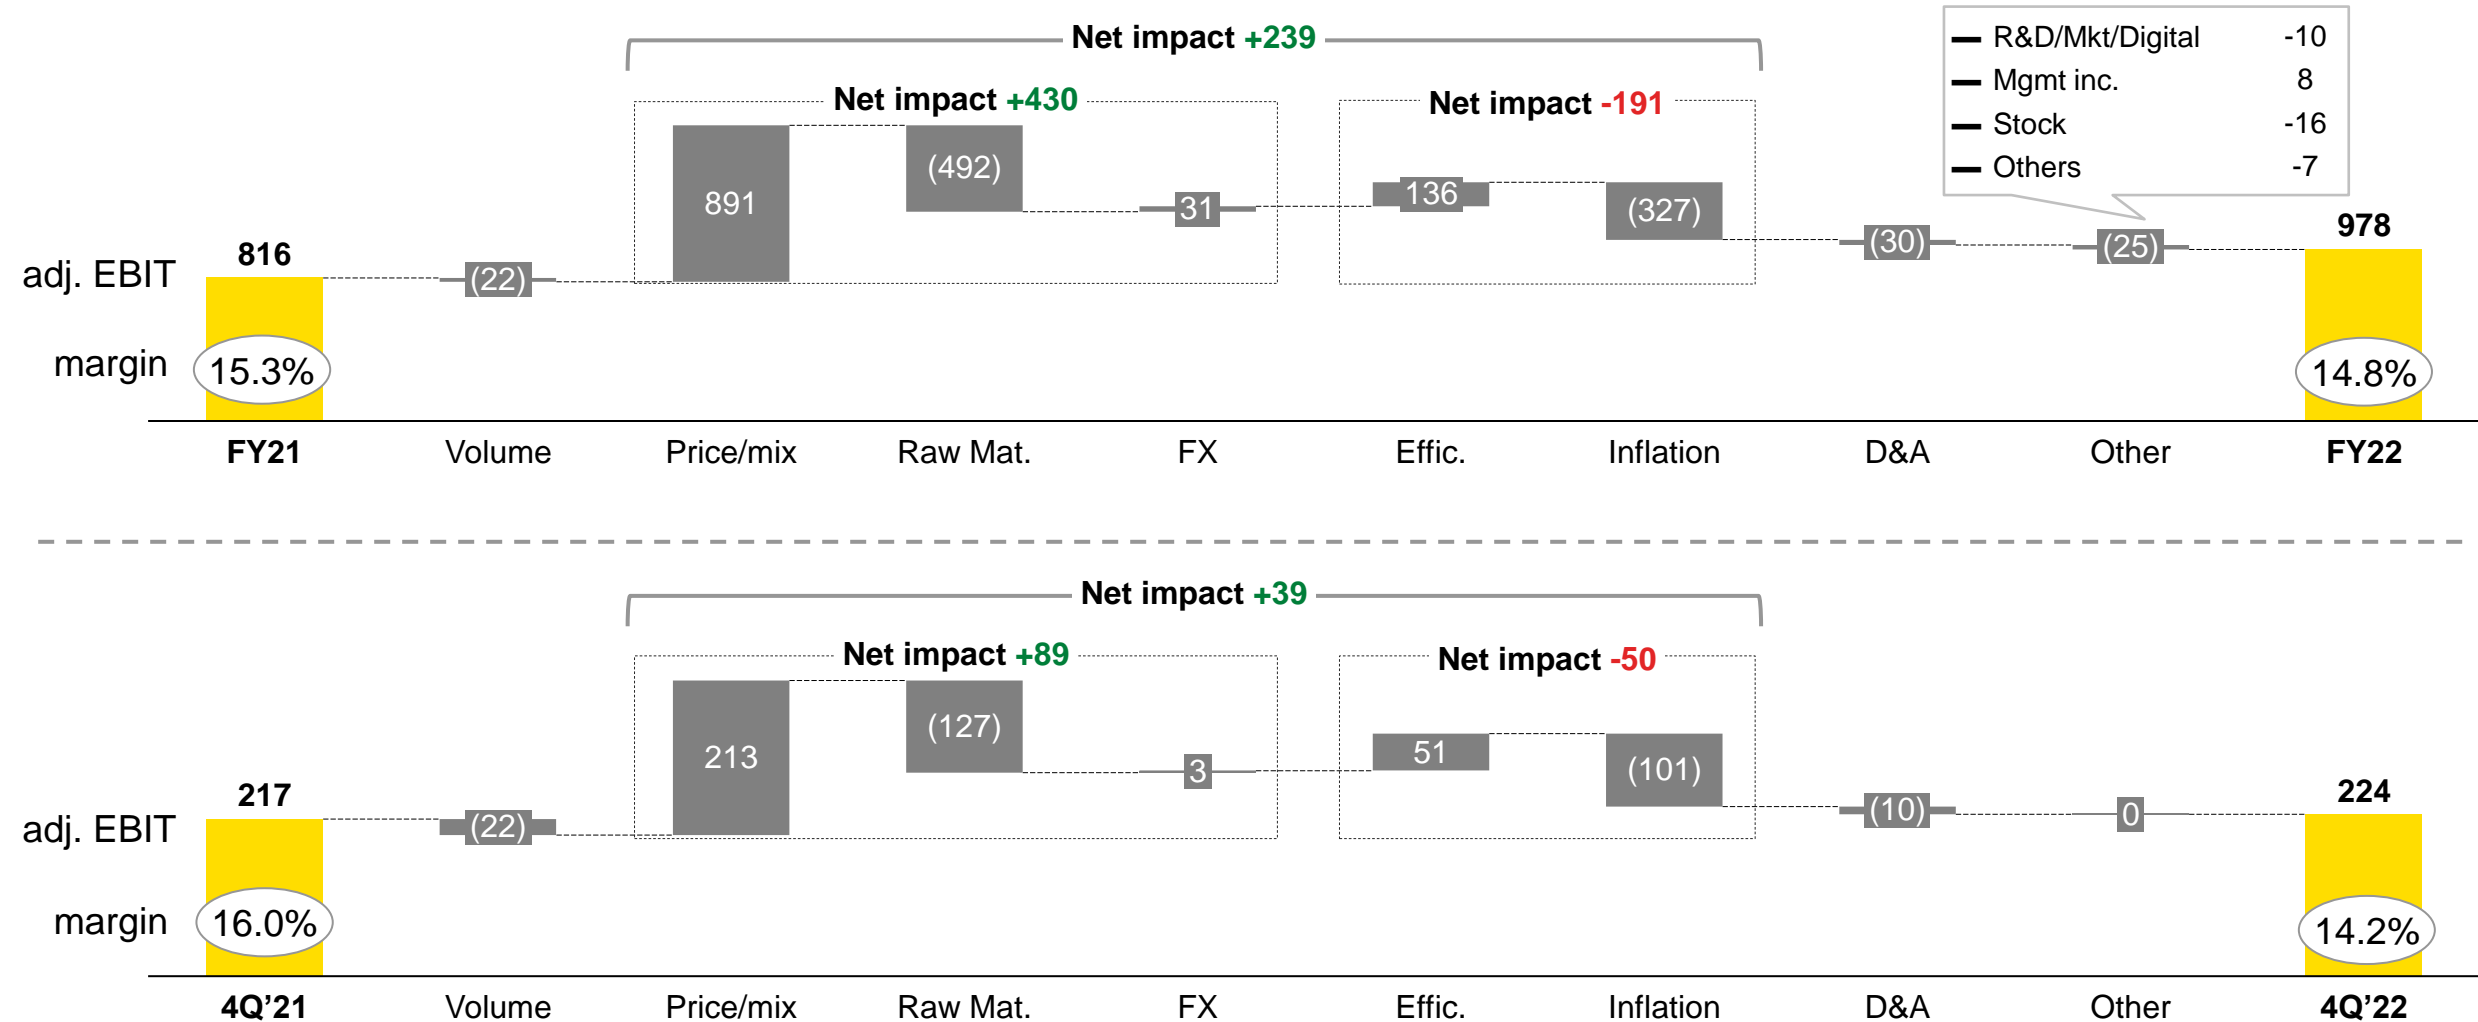 Net impact +239
R&D/Mkt/Digital -10
Mgmt inc. 8
Stock -16
Others -7
Net impact +430
Net impact -191
891
(492)
31
136
(327)
adj. EBIT
816
(22)
(30)
(25)
978
margin
15.3%
14.8%
FY21 Volume Price/mix Raw Mat. FX Effic. Inflation D&A Other FY22
Net impact +39
Net impact +89
Net impact -50
213
(127)
3
51
(101)
adj. EBIT
217
(22)
(10)
0
224
margin
16.0%
14.2%
4Q’21 Volume Price/mix Raw Mat. FX Effic. Inflation D&A Other 4Q’22